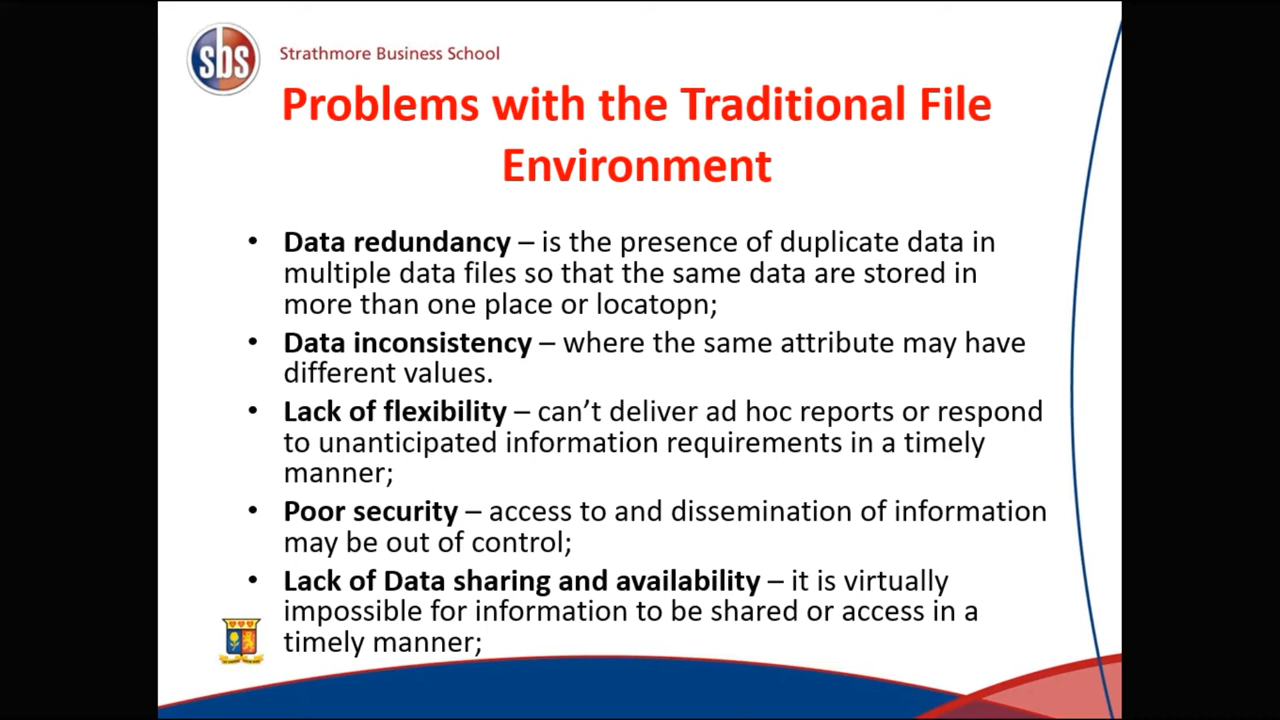 sbs
Strathmore Business School
Problems with the Traditional File
Environment
• Data redundancy – is the presence of duplicate data in
multiple data files so that the same data are stored in
more than one place or locatopn;
• Data inconsistency – where the same attribute may have
different values.
• Lack of flexibility – can’t deliver ad hoc reports or respond
to unanticipated information requirements in a timely
manner;
• Poor security – access to and dissemination of information
may be out of control;
• Lack of Data sharing and availability – it is virtually
impossible for information to be shared or access in a
timely manner;